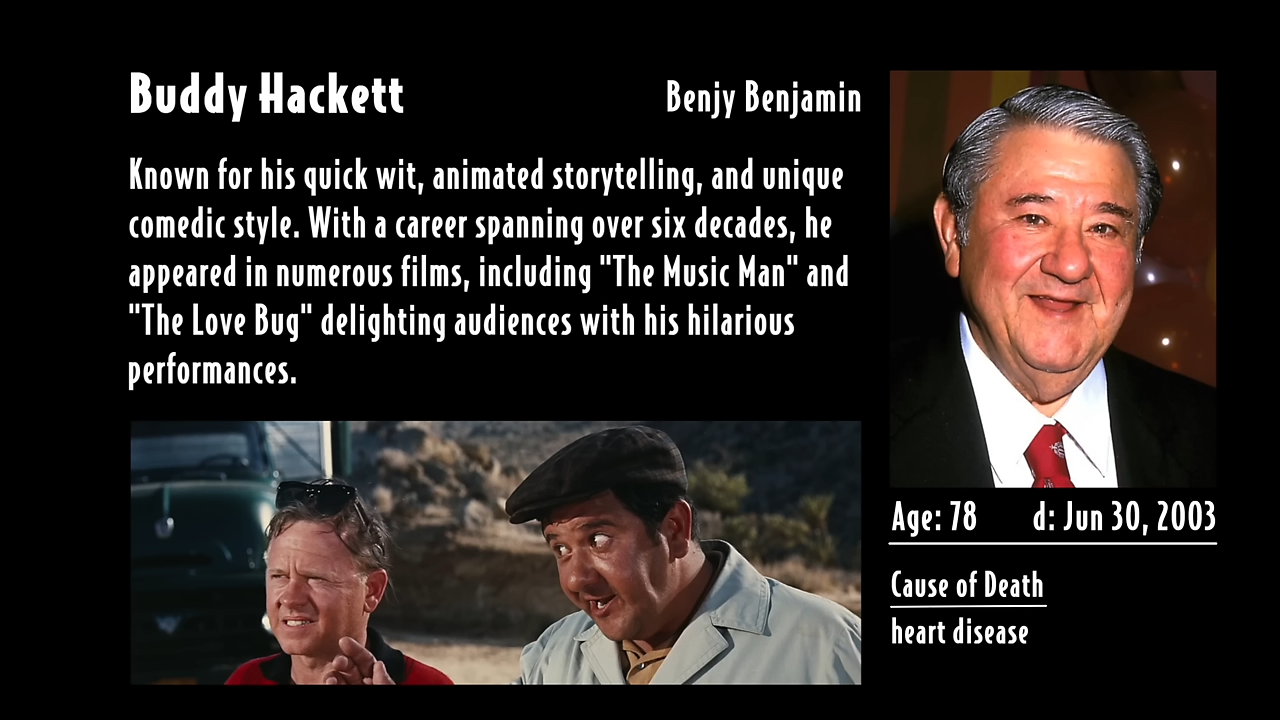 Buddy Hackett
Benjy Benjamin
Known for his quick wit, animated storytelling, and unique
comedic style. With a career spanning over six decades, he
appeared in numerous films, including "The Music Man" and
"The Love Bug" delighting audiences with his hilarious
performances.
Age: 78
d: Jun 30, 2003
Cause of Death
heart disease